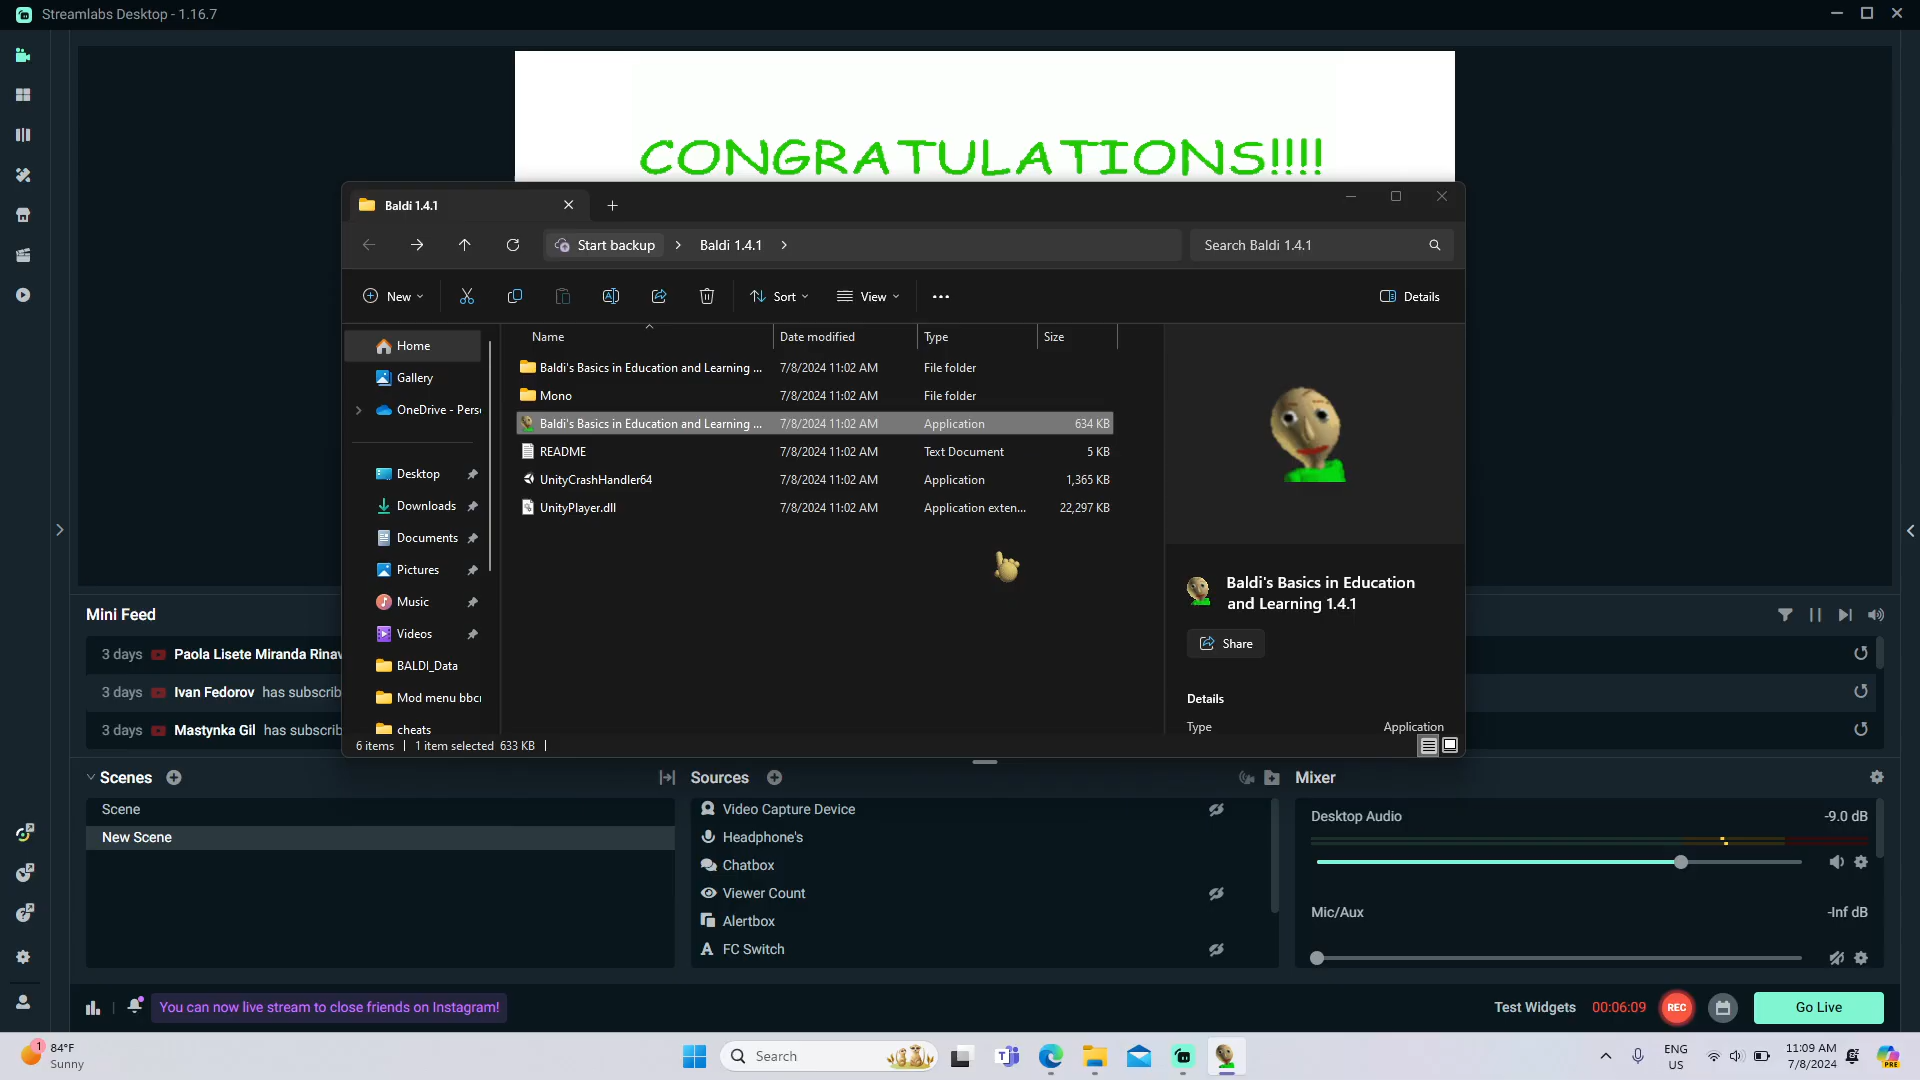 Streamlabs Desktop - 1.16.7
CONGRATULATIONS!!!!
Baldi 1.4.1
Start backup
Baldi 1.4.1
Search Baldi 1.4.1
New
Sort
View
Details
Name
Date modified
Type
Size
Home
Gallery
OneDrive - Pers
Desktop
Downloads
Documents
Pictures
Music
Videos
BALDI_Data
Mod menu bbcr
cheats
Baldi's Basics in Education and Learning ... 7/8/2024 11:02 AM File folder
Mono 7/8/2024 11:02 AM File folder
Baldi's Basics in Education and Learning ... 7/8/2024 11:02 AM Application 634 KB
README 7/8/2024 11:02 AM Text Document 5 KB
UnityCrashHandler64 7/8/2024 11:02 AM Application 1,365 KB
UnityPlayer.dll 7/8/2024 11:02 AM Application exten... 22,297 KB
Baldi's Basics in Education
and Learning 1.4.1
Share
Details
Type Application
6 items 1 item selected 633 KB
Mini Feed
3 days Paola Lisete Miranda Rinav
3 days Ivan Fedorov has subscrib
3 days Mastynka Gil has subscrib
Scenes
Scene
New Scene
Sources
Video Capture Device
Headphone's
Chatbox
Viewer Count
Alertbox
FC Switch
Mixer
Desktop Audio -9.0 dB
Mic/Aux -Inf dB
You can now live stream to close friends on Instagram!
Test Widgets 00:06:09 REC Go Live
1
84°F
Sunny
Search
ENG
US
11:09 AM
7/8/2024
PRE